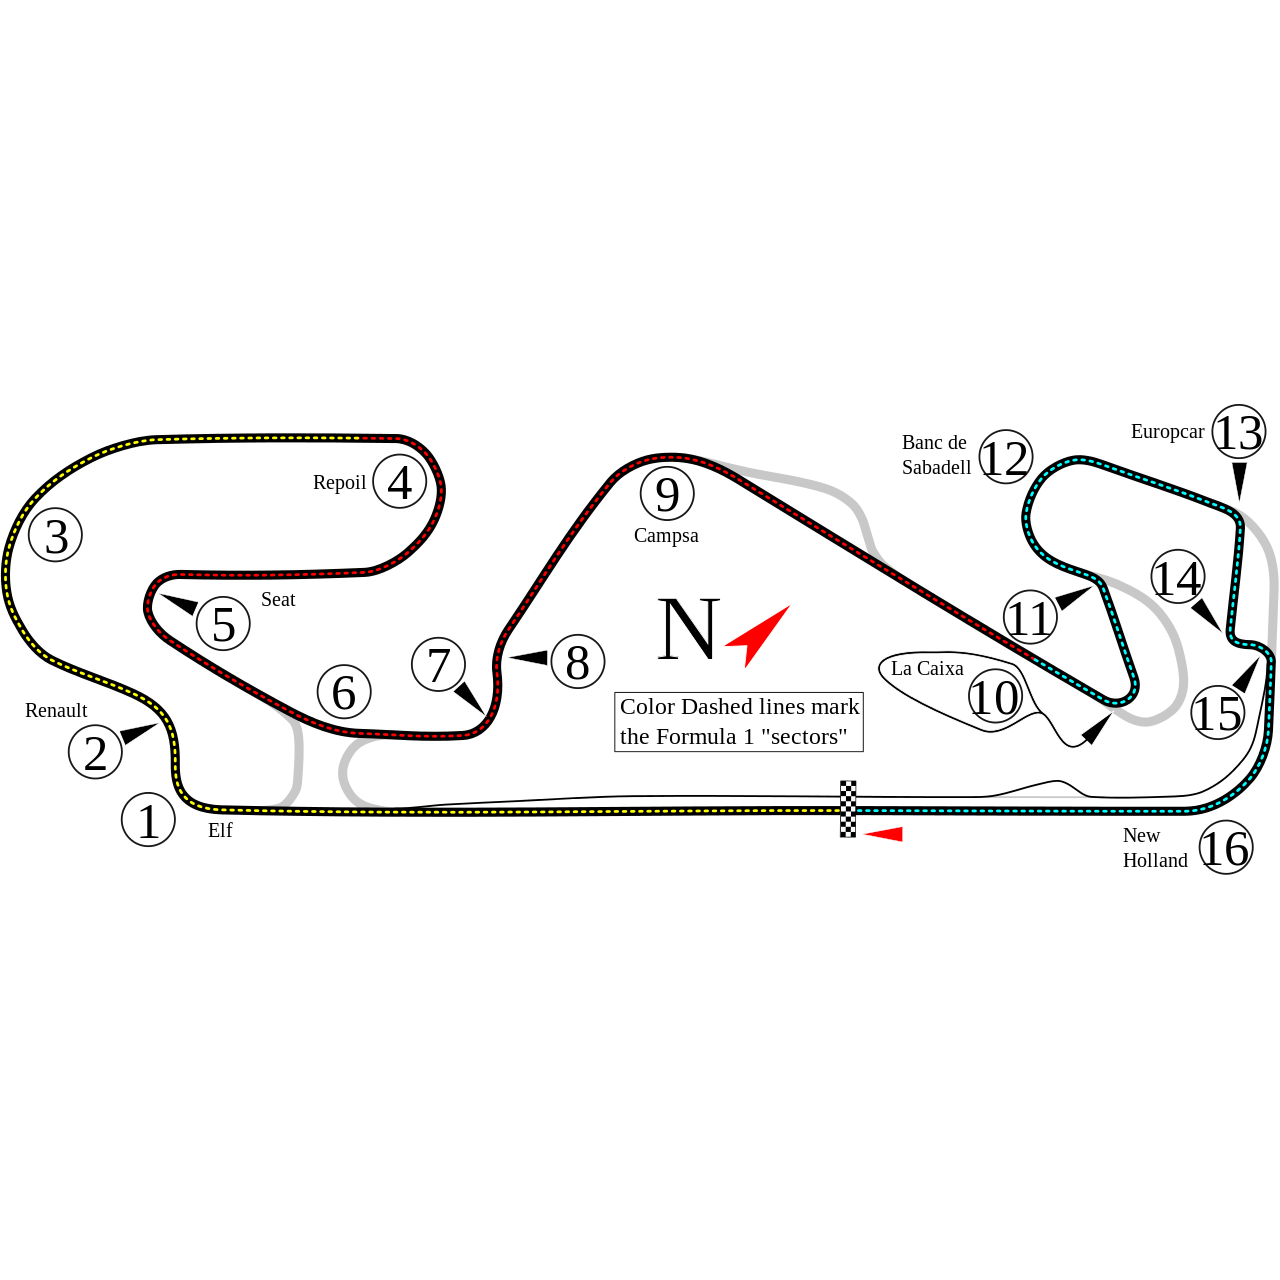 Europcar
13
Banc de
Sabadell
12
Repoil
4
9
Campsa
3
14
Seat
5
11
N
7
8
La Caixa
10
6
Renault
2
Color Dashed lines mark
the Formula 1 "sectors"
15
1
Elf
New
Holland
16